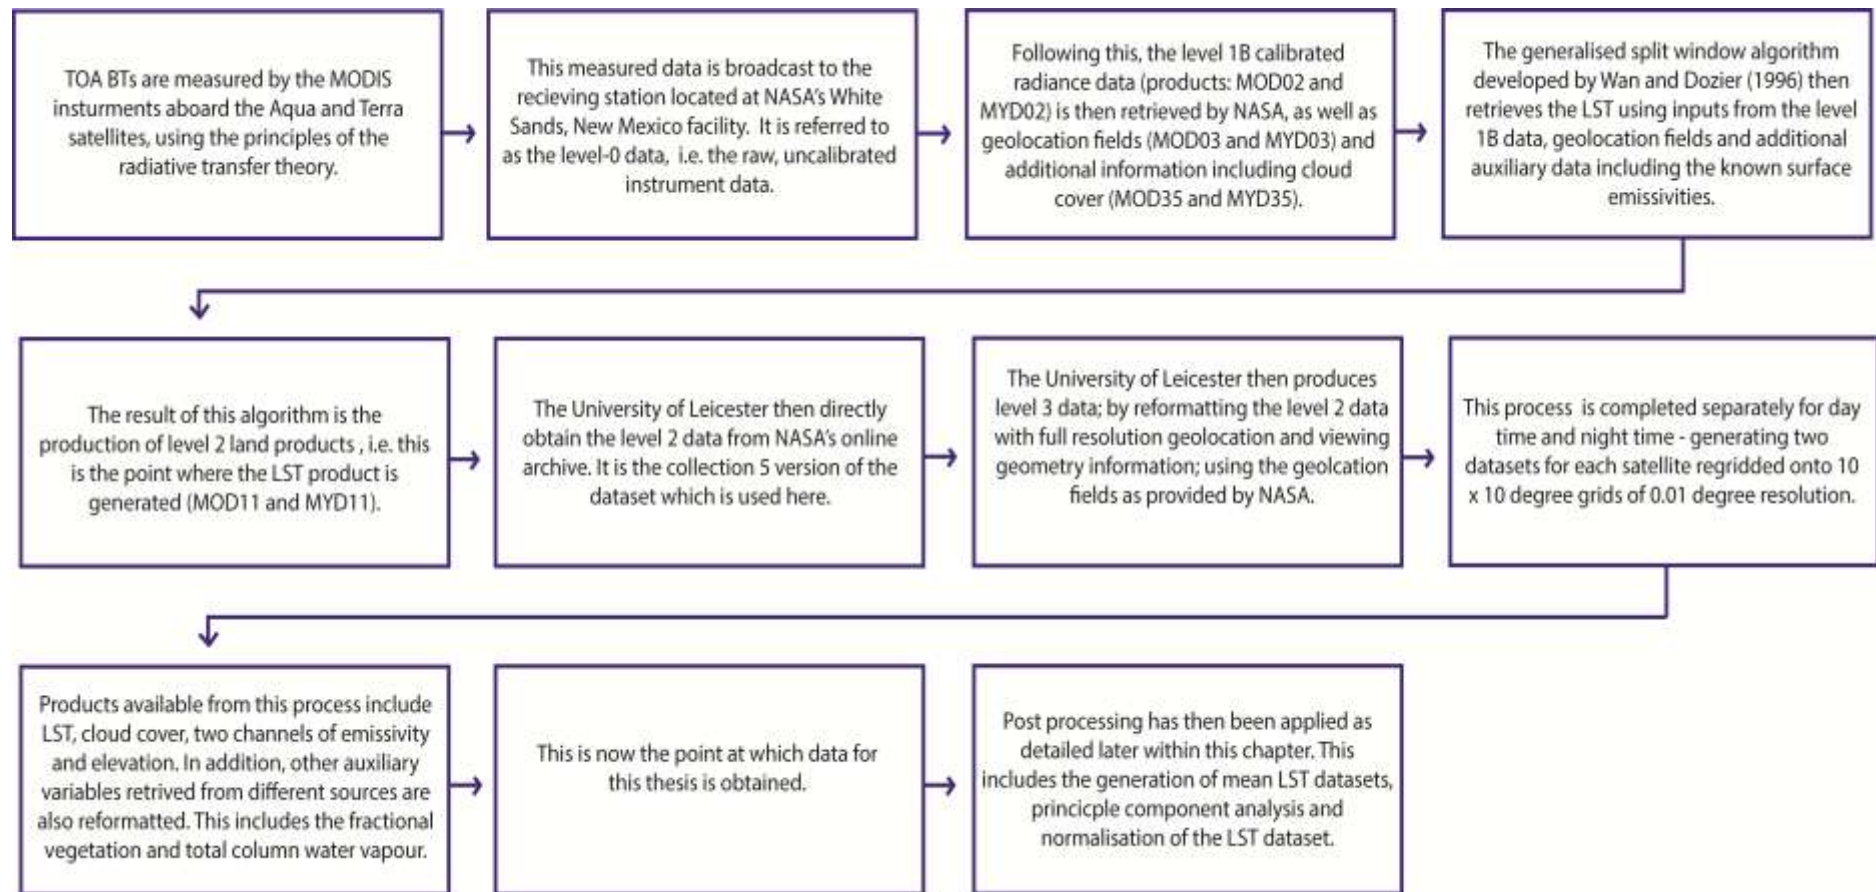 TOA BTs are measured by the MODIS
insturments aboard the Aqua and Terra
satellites, using the principles of the
radiative transfer theory.
This measured data is broadcast to the
recieving station located at NASA's White
Sands, New Mexico facility. It is referred to
as the level-0 data, i.e. the raw, uncalibrated
instrument data.
Following this, the level 1B calibrated
radiance data (products: MOD02 and
MYD02) is then retrieved by NASA, as well as
geolocation fields (MOD03 and MYD03) and
additional information including cloud
cover (MOD35 and MYD35).
The generalised split window algorithm
developed by Wan and Dozier (1996) then
retrieves the LST using inputs from the level
1B data, geolocation fields and additional
auxiliary data including the known surface
emissivities.
The result of this algorithm is the
production of level 2 land products , i.e. this
is the point where the LST product is
generated (MOD11 and MYD11).
The University of Leicester then directly
obtain the level 2 data from NASA's online
archive. It is the collection 5 version of the
dataset which is used here.
The University of Leicester then produces
level 3 data; by reformatting the level 2 data
with full resolution geolocation and viewing
geometry information; using the geolcation
fields as provided by NASA.
This process is completed separately for day
time and night time - generating two
datasets for each satellite regridded onto 10
x 10 degree grids of 0.01 degree resolution.
Products available from this process include
LST, cloud cover, two channels of emissivity
and elevation. In addition, other auxiliary
variables retrived from different sources are
also reformatted. This includes the fractional
vegetation and total column water vapour.
This is now the point at which data for
this thesis is obtained.
Post processing has then been applied as
detailed later within this chapter. This
includes the generation of mean LST datasets,
princicple component analysis and
normalisation of the LST dataset.